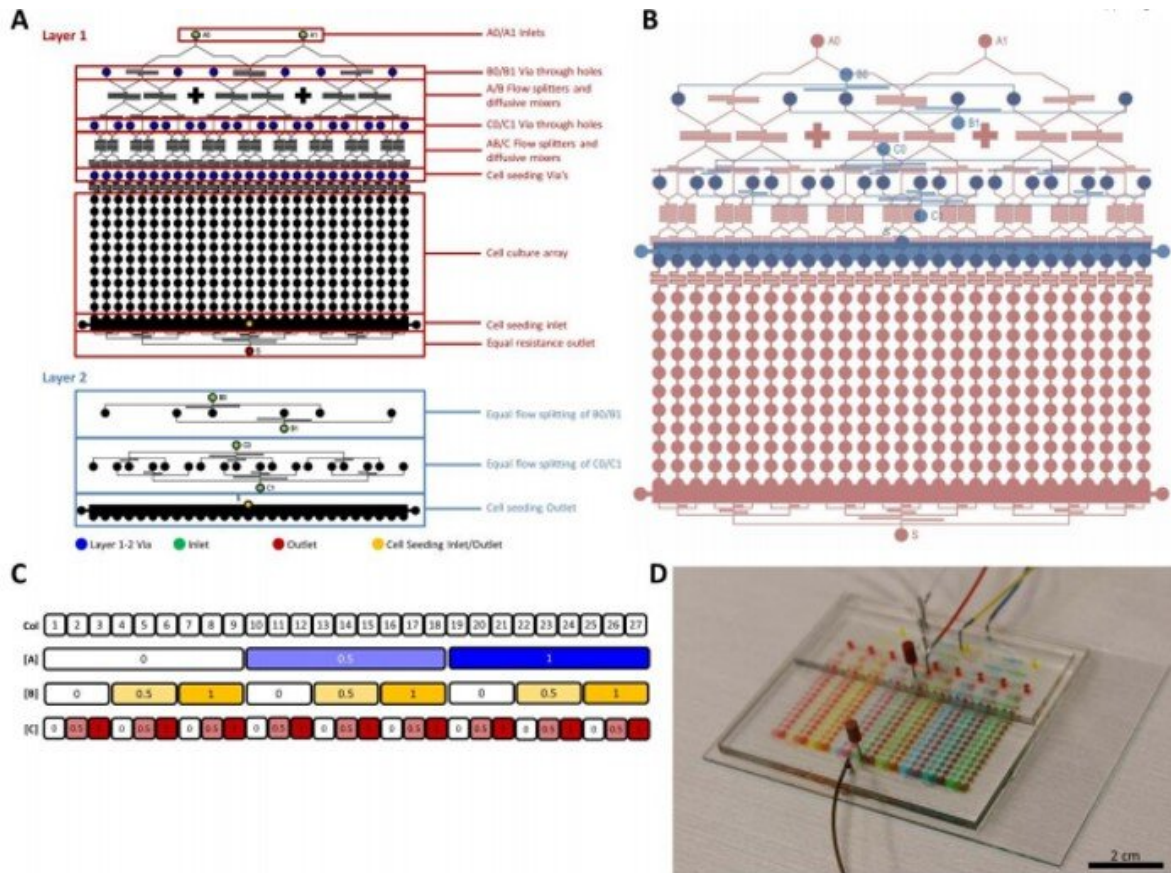 A
Layer 1
A0
A1
A0/A1 Inlets
B0/B1 Via through holes
A/B Flow splitters and
diffusive mixers
C0/C1 Via through holes
AB/C Flow splitters and
diffusive mixers
Cell seeding Via's
Cell culture array
Cell seeding inlet
Equal resistance outlet
S
Layer 2
B0
Equal flow splitting of B0/B1
B1
C0
Equal flow splitting of C0/C1
C1
S
Cell seeding Outlet
Layer 1-2 Via
Inlet
Outlet
Cell Seeding Inlet/Outlet
B
A0
A1
B0
B1
C0
C1
S
S
C
Col 1 2 3 4 5 6 7 8 9 10 11 12 13 14 15 16 17 18 19 20 21 22 23 24 25 26 27
[A] 0 0.5 1
[B] 0 0.5 1 0 0.5 1 0 0.5 1
[C] 0 0.5 0 0.5 0 0.5 0 0.5 0 0.5 0 0.5 0 0.5 0 0.5 0 0.5
D
2 cm